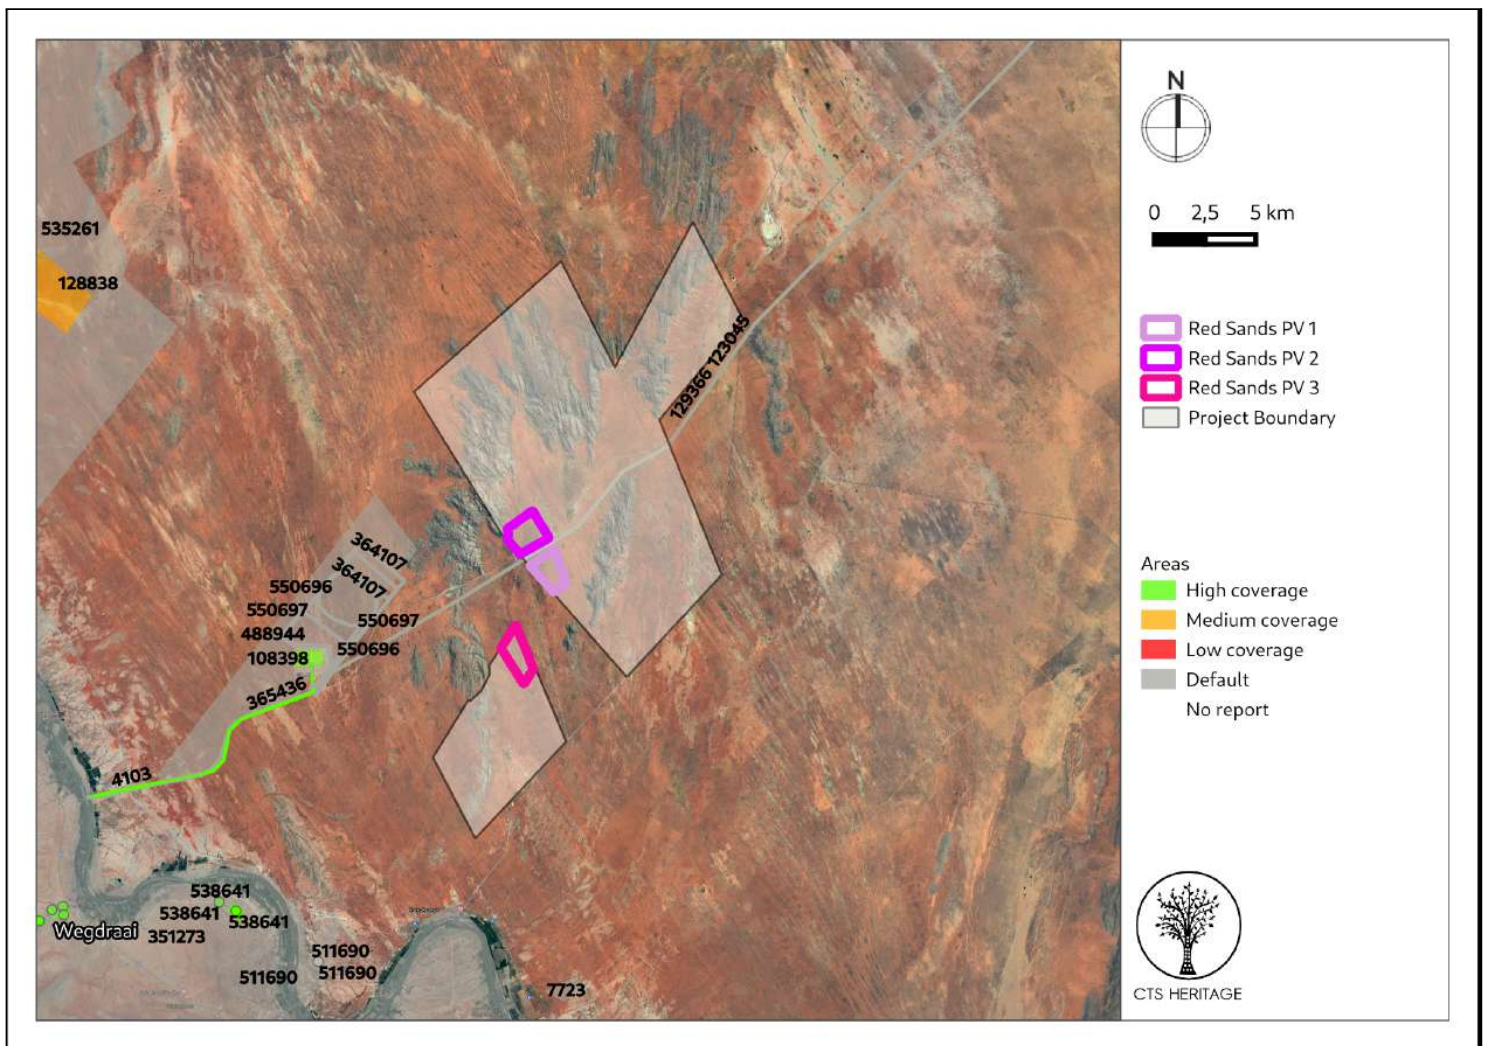 535261
128838
129366 123045
364107
364107
550696
550697
550697
488944
550696
108398
365436
4103
538641
538641
538641
351273
Wegdraai
511690
511690
511690
7723
N
0 2,5 5 km
Red Sands PV 1
Red Sands PV 2
Red Sands PV 3
Project Boundary
Areas
High coverage
Medium coverage
Low coverage
Default
No report
CTS HERITAGE